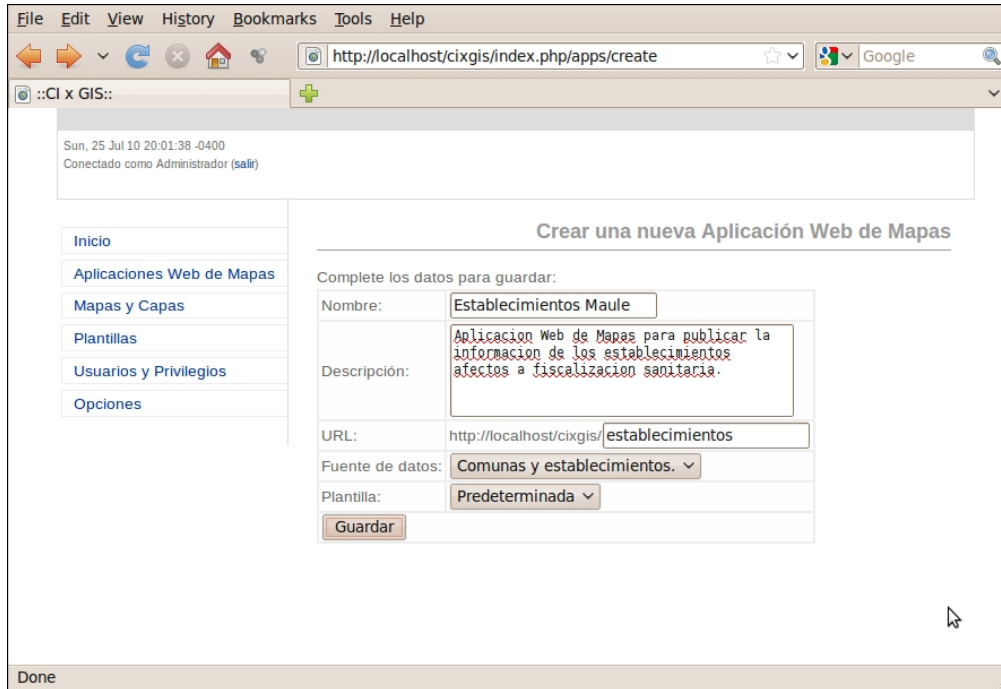 File Edit View History Bookmarks Tools Help
http://localhost/cixgis/index.php/apps/create
Google
::CI x GIS::
Sun, 25 Jul 10 20:01:38 -0400
Conectado como Administrador (salir)
Inicio
Aplicaciones Web de Mapas
Mapas y Capas
Plantillas
Usuarios y Privilegios
Opciones
Crear una nueva Aplicación Web de Mapas
Complete los datos para guardar:
Nombre: Establecimientos Maule
Descripción:
Aplicacion Web de Mapas para publicar la
informacion de los establecimientos
afectos a fiscalizacion sanitaria.
URL: http://localhost/cixgis/establecimientos
Fuente de datos: Comunas y establecimientos.
Plantilla: Predeterminada
Guardar
Done